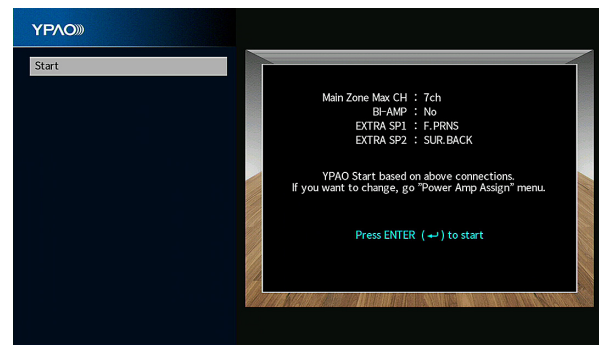 YPAO
Start
Main Zone Max CH : 7ch
BI-AMP : No
EXTRA SP1 : F.PRNS
EXTRA SP2 : SUR.BACK
YPAO Start based on above connections.
If you want to change, go "Power Amp Assign" menu.
Press ENTER (↵) to start